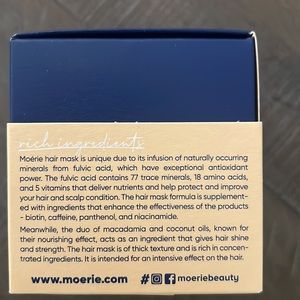 rich ingredients
Moérie hair mask is unique due to its infusion of naturally occurring
minerals from fulvic acid, which have exceptional antioxidant
power. The fulvic acid contains 77 trace minerals, 18 amino acids,
and 5 vitamins that deliver nutrients and help protect and improve
your hair and scalp condition. The hair mask formula is supplement-
ed with ingredients that enhance the effectiveness of the products
- biotin, caffeine, panthenol, and niacinamide.
Meanwhile, the duo of macadamia and coconut oils, known for
their nourishing effect, acts as an ingredient that gives hair shine
and strength. The hair mask is of thick texture and is rich in concen-
trated ingredients. It is intended for an intensive effect on the hair.
www.moerie.com # moeriebeauty